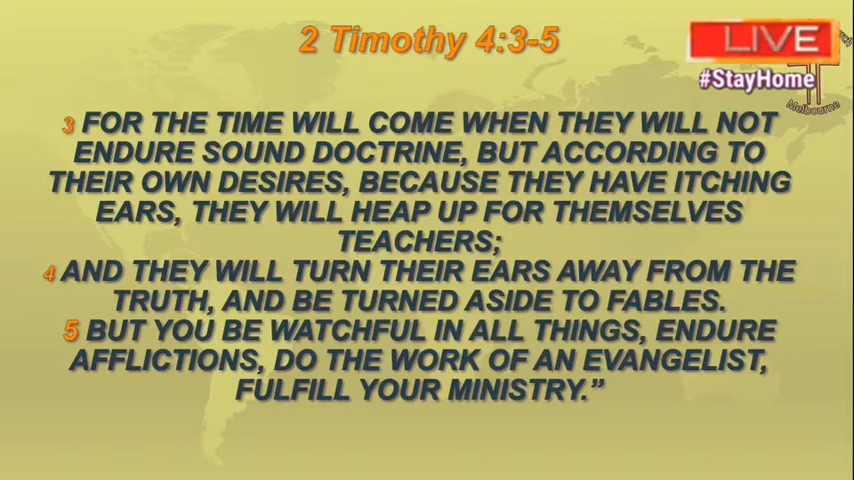 2 Timothy 4:3-5
LIVE
#StayHome
Melbourne
3 FOR THE TIME WILL COME WHEN THEY WILL NOT
ENDURE SOUND DOCTRINE, BUT ACCORDING TO
THEIR OWN DESIRES, BECAUSE THEY HAVE ITCHING
EARS, THEY WILL HEAP UP FOR THEMSELVES
TEACHERS;
4 AND THEY WILL TURN THEIR EARS AWAY FROM THE
TRUTH, AND BE TURNED ASIDE TO FABLES.
5 BUT YOU BE WATCHFUL IN ALL THINGS, ENDURE
AFFLICTIONS, DO THE WORK OF AN EVANGELIST,
FULFILL YOUR MINISTRY.”